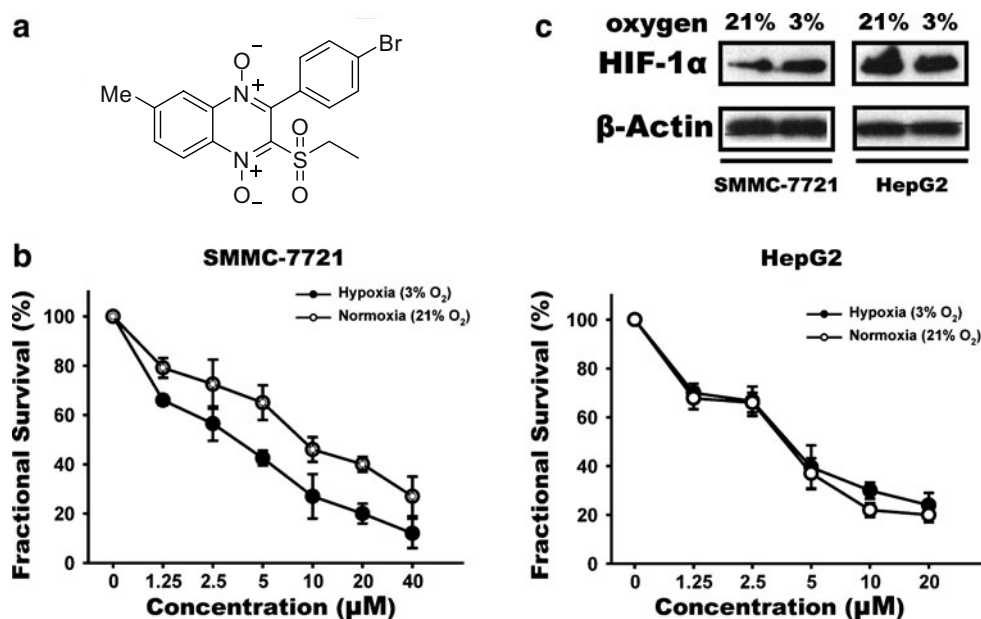 a
O⁻
Br
Me
N⁺
O
S
N⁺
O
O⁻
c
oxygen 21% 3% 21% 3%
HIF-1α
β-Actin
SMMC-7721 HepG2
b
SMMC-7721
Hypoxia (3% O₂)
Normoxia (21% O₂)
Fractional Survival (%)
100
80
60
40
20
0
0 1.25 2.5 5 10 20 40
Concentration (µM)
HepG2
Hypoxia (3% O₂)
Normoxia (21% O₂)
Fractional Survival (%)
100
80
60
40
20
0
0 1.25 2.5 5 10 20
Concentration (µM)